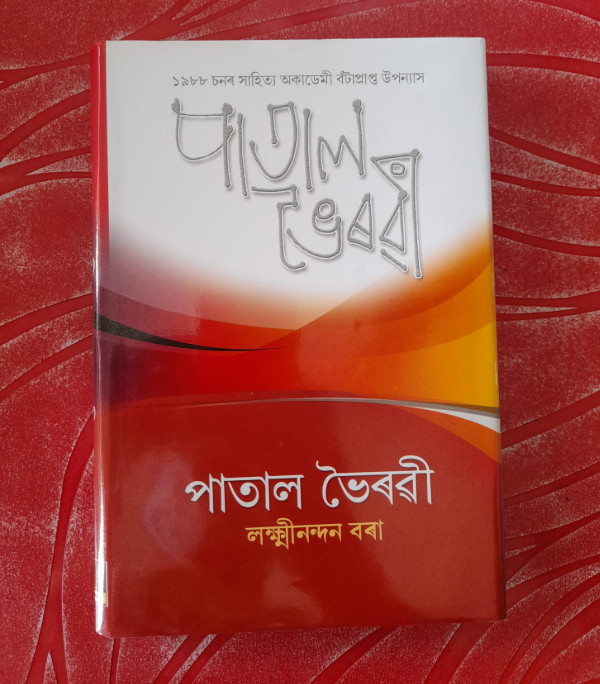 ১৯৮৮ চনৰ সাহিত্য অকাডেমী বঁটাপ্ৰাপ্ত উপন্যাস
পাতাল
ভৈৰৱী
পাতাল ভৈৰৱী
লক্ষ্মীনন্দন বৰা